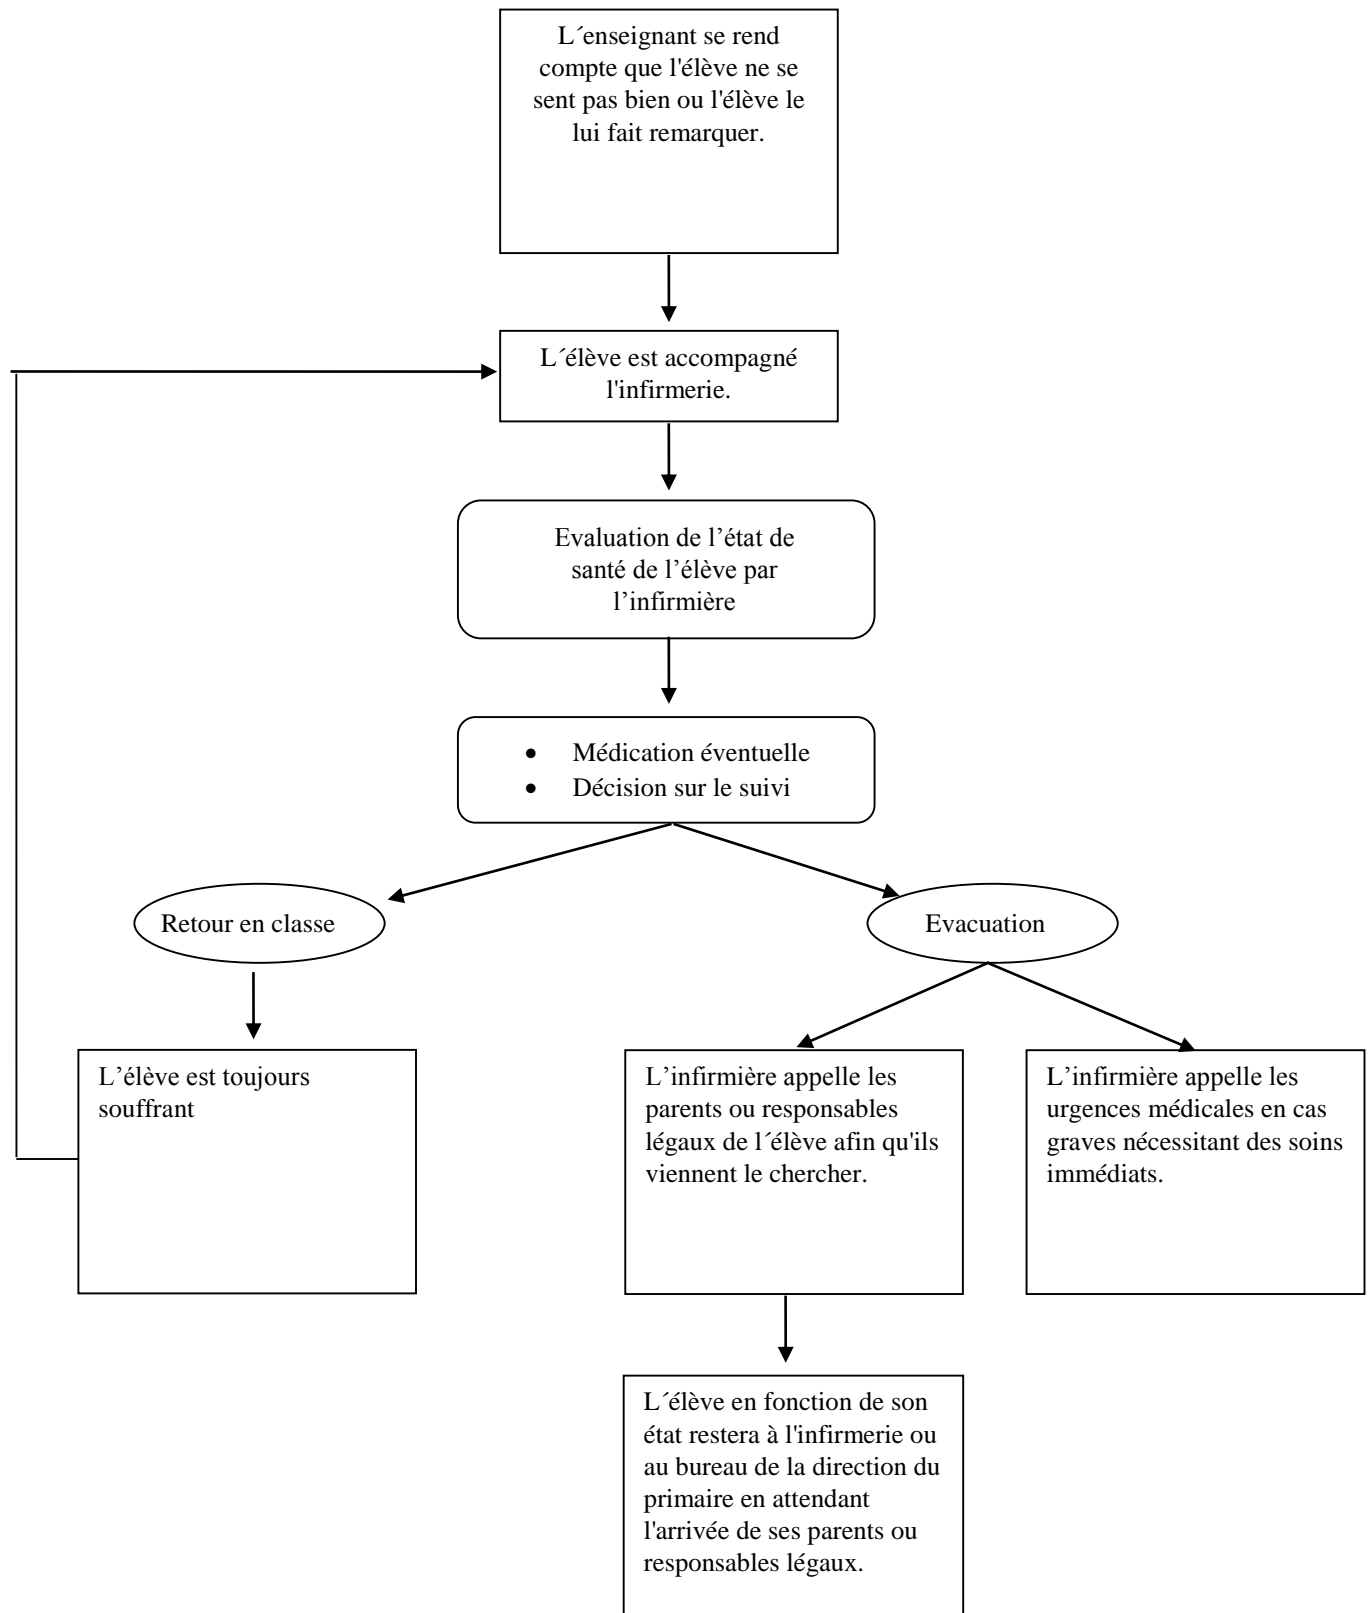 L´enseignant se rend
compte que l'élève ne se
sent pas bien ou l'élève le
lui fait remarquer.
L´élève est accompagné
l'infirmerie.
Evaluation de l’état de
santé de l’élève par
l’infirmière
• Médication éventuelle
• Décision sur le suivi
Retour en classe
Evacuation
L’élève est toujours
souffrant
L’infirmière appelle les
parents ou responsables
légaux de l´élève afin qu'ils
viennent le chercher.
L’infirmière appelle les
urgences médicales en cas
graves nécessitant des soins
immédiats.
L´élève en fonction de son
état restera à l'infirmerie ou
au bureau de la direction du
primaire en attendant
l'arrivée de ses parents ou
responsables légaux.